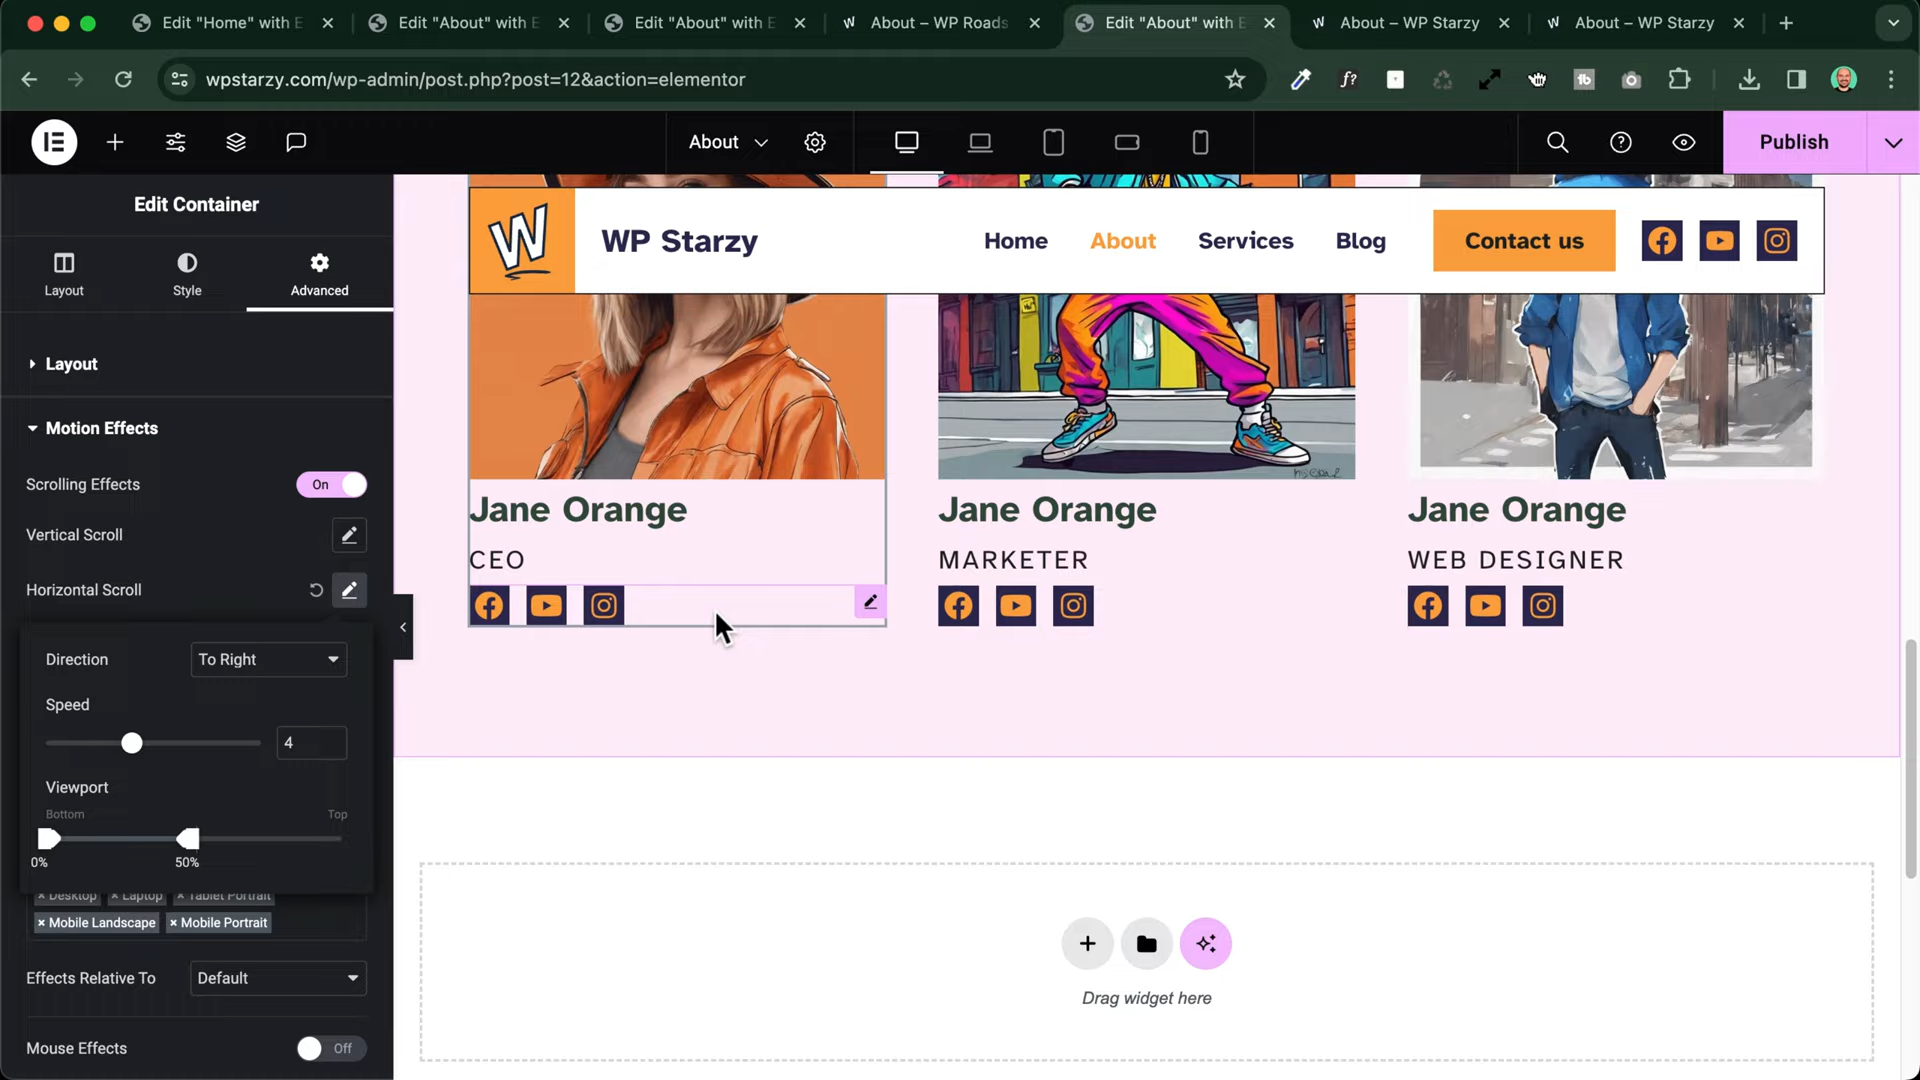 Edit "Home" with E
Edit "About" with E
Edit "About" with E
About – WP Roads
Edit "About" with E
About – WP Starzy
About – WP Starzy
wpstarzy.com/wp-admin/post.php?post=12&action=elementor
About
Publish
Edit Container
Layout
Style
Advanced
Layout
Motion Effects
Scrolling Effects
On
Vertical Scroll
Horizontal Scroll
Direction
To Right
Speed
4
Viewport
Bottom
Top
0%
50%
× Desktop × Laptop × Tablet Portrait
× Mobile Landscape × Mobile Portrait
Effects Relative To
Default
Mouse Effects
Off
W
WP Starzy
Home
About
Services
Blog
Contact us
Jane Orange
CEO
Jane Orange
MARKETER
Jane Orange
WEB DESIGNER
Drag widget here